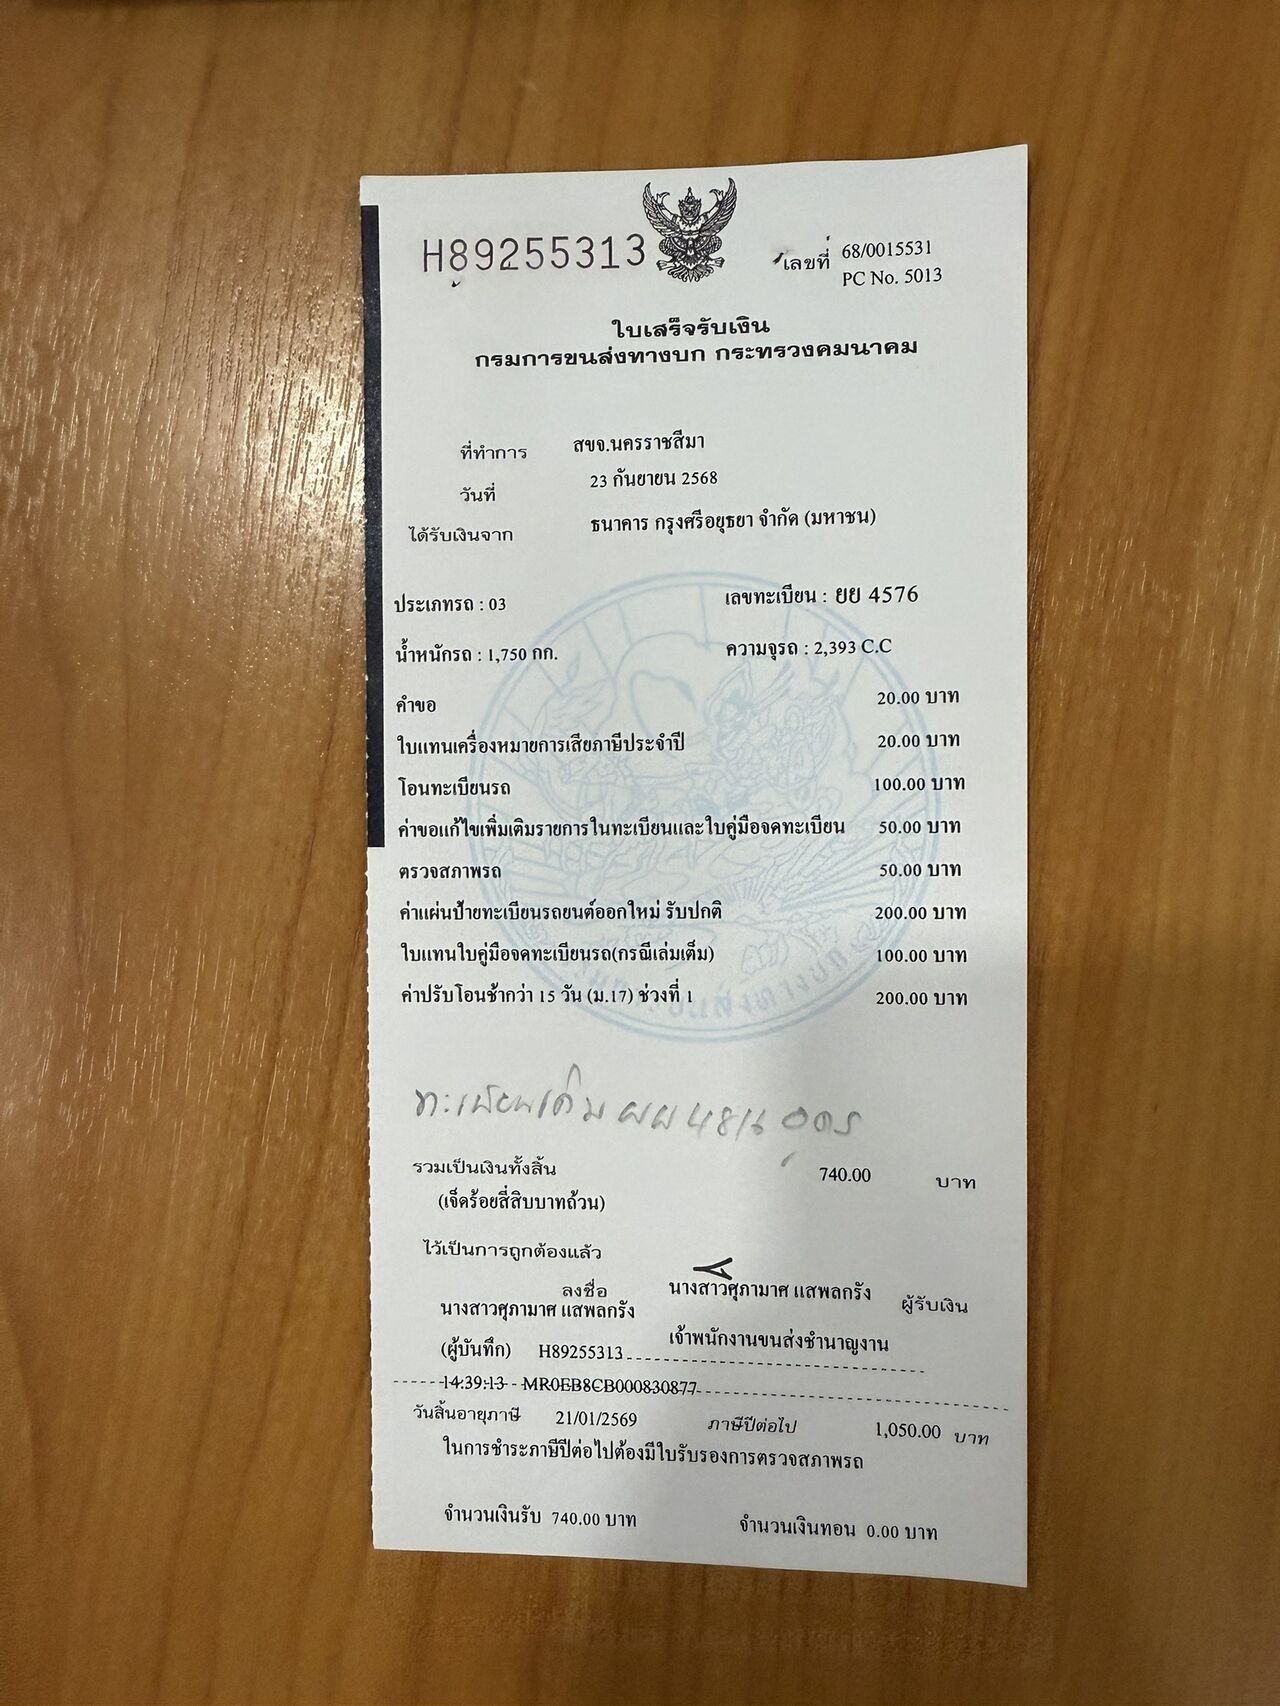 H89255313
เลขที่ 68/0015531
PC No. 5013
ใบเสร็จรับเงิน
กรมการขนส่งทางบก กระทรวงคมนาคม
ที่ทำการ สขจ.นครราชสีมา
วันที่ 23 กันยายน 2568
ได้รับเงินจาก ธนาคาร กรุงศรีอยุธยา จำกัด (มหาชน)
ประเภทรถ : 03 เลขทะเบียน : ยย 4576
น้ำหนักรถ : 1,750 กก. ความจุรถ : 2,393 C.C
คำขอ 20.00 บาท
ใบแทนเครื่องหมายการเสียภาษีประจำปี 20.00 บาท
โอนทะเบียนรถ 100.00 บาท
ค่าขอแก้ไขเพิ่มเติมรายการในทะเบียนและใบคู่มือจดทะเบียน 50.00 บาท
ตรวจสภาพรถ 50.00 บาท
ค่าแผ่นป้ายทะเบียนรถยนต์ออกใหม่ รับปกติ 200.00 บาท
ใบแทนใบคู่มือจดทะเบียนรถ(กรณีเล่มเต็ม) 100.00 บาท
ค่าปรับโอนช้ากว่า 15 วัน (ม.17) ช่วงที่ 1 200.00 บาท
ทะเบียนเดิม ผผ 4816 อุดร
รวมเป็นเงินทั้งสิ้น 740.00 บาท
(เจ็ดร้อยสี่สิบบาทถ้วน)
ไว้เป็นการถูกต้องแล้ว
ลงชื่อ นางสาวศุภามาศ แสพลกรัง ผู้รับเงิน
นางสาวศุภามาศ แสพลกรัง
เจ้าพนักงานขนส่งชำนาญงาน
(ผู้บันทึก) H89255313
14:39:13 MR0EB8CB000830877
วันสิ้นอายุภาษี 21/01/2569 ภาษีปีต่อไป 1,050.00 บาท
ในการชำระภาษีปีต่อไปต้องมีใบรับรองการตรวจสภาพรถ
จำนวนเงินรับ 740.00 บาท จำนวนเงินทอน 0.00 บาท